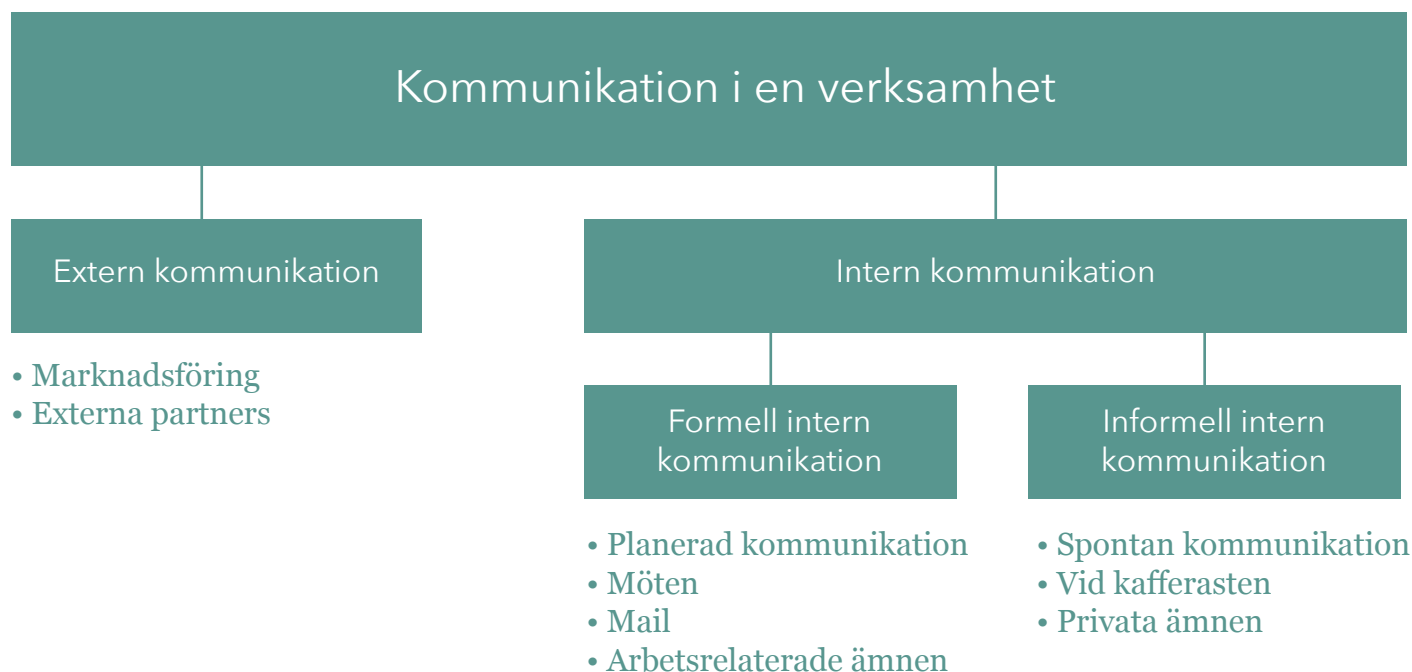 Kommunikation i en verksamhet
Extern kommunikation
• Marknadsföring
• Externa partners
Intern kommunikation
Formell intern
kommunikation
• Planerad kommunikation
• Möten
• Mail
• Arbetsrelaterade ämnen
Informell intern
kommunikation
• Spontan kommunikation
• Vid kafferasten
• Privata ämnen